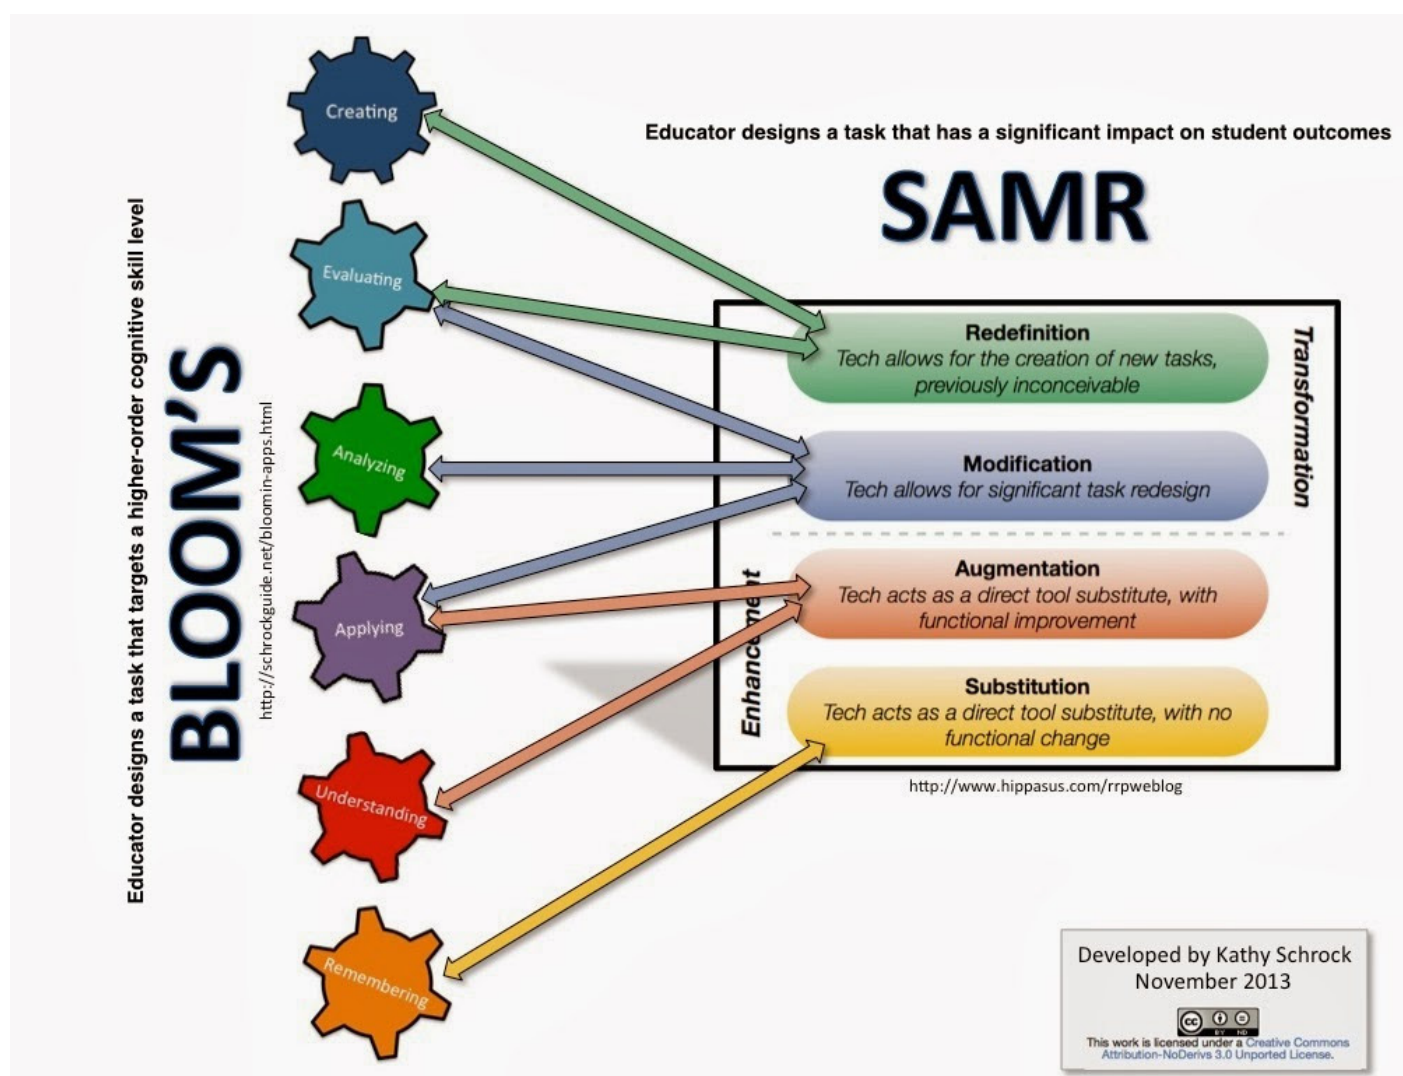 Educator designs a task that targets a higher-order cognitive skill level
BLOOM'S
http://schrockguide.net/bloomin-apps.html
Creating
Evaluating
Analyzing
Applying
Understanding
Remembering
Educator designs a task that has a significant impact on student outcomes
SAMR
Redefinition
Tech allows for the creation of new tasks,
previously inconceivable
Modification
Tech allows for significant task redesign
Transformation
Augmentation
Tech acts as a direct tool substitute, with
functional improvement
Substitution
Tech acts as a direct tool substitute, with no
functional change
Enhancement
http://www.hippasus.com/rrpweblog
Developed by Kathy Schrock
November 2013
cc
BY ND
This work is licensed under a Creative Commons
Attribution-NoDerivs 3.0 Unported License.